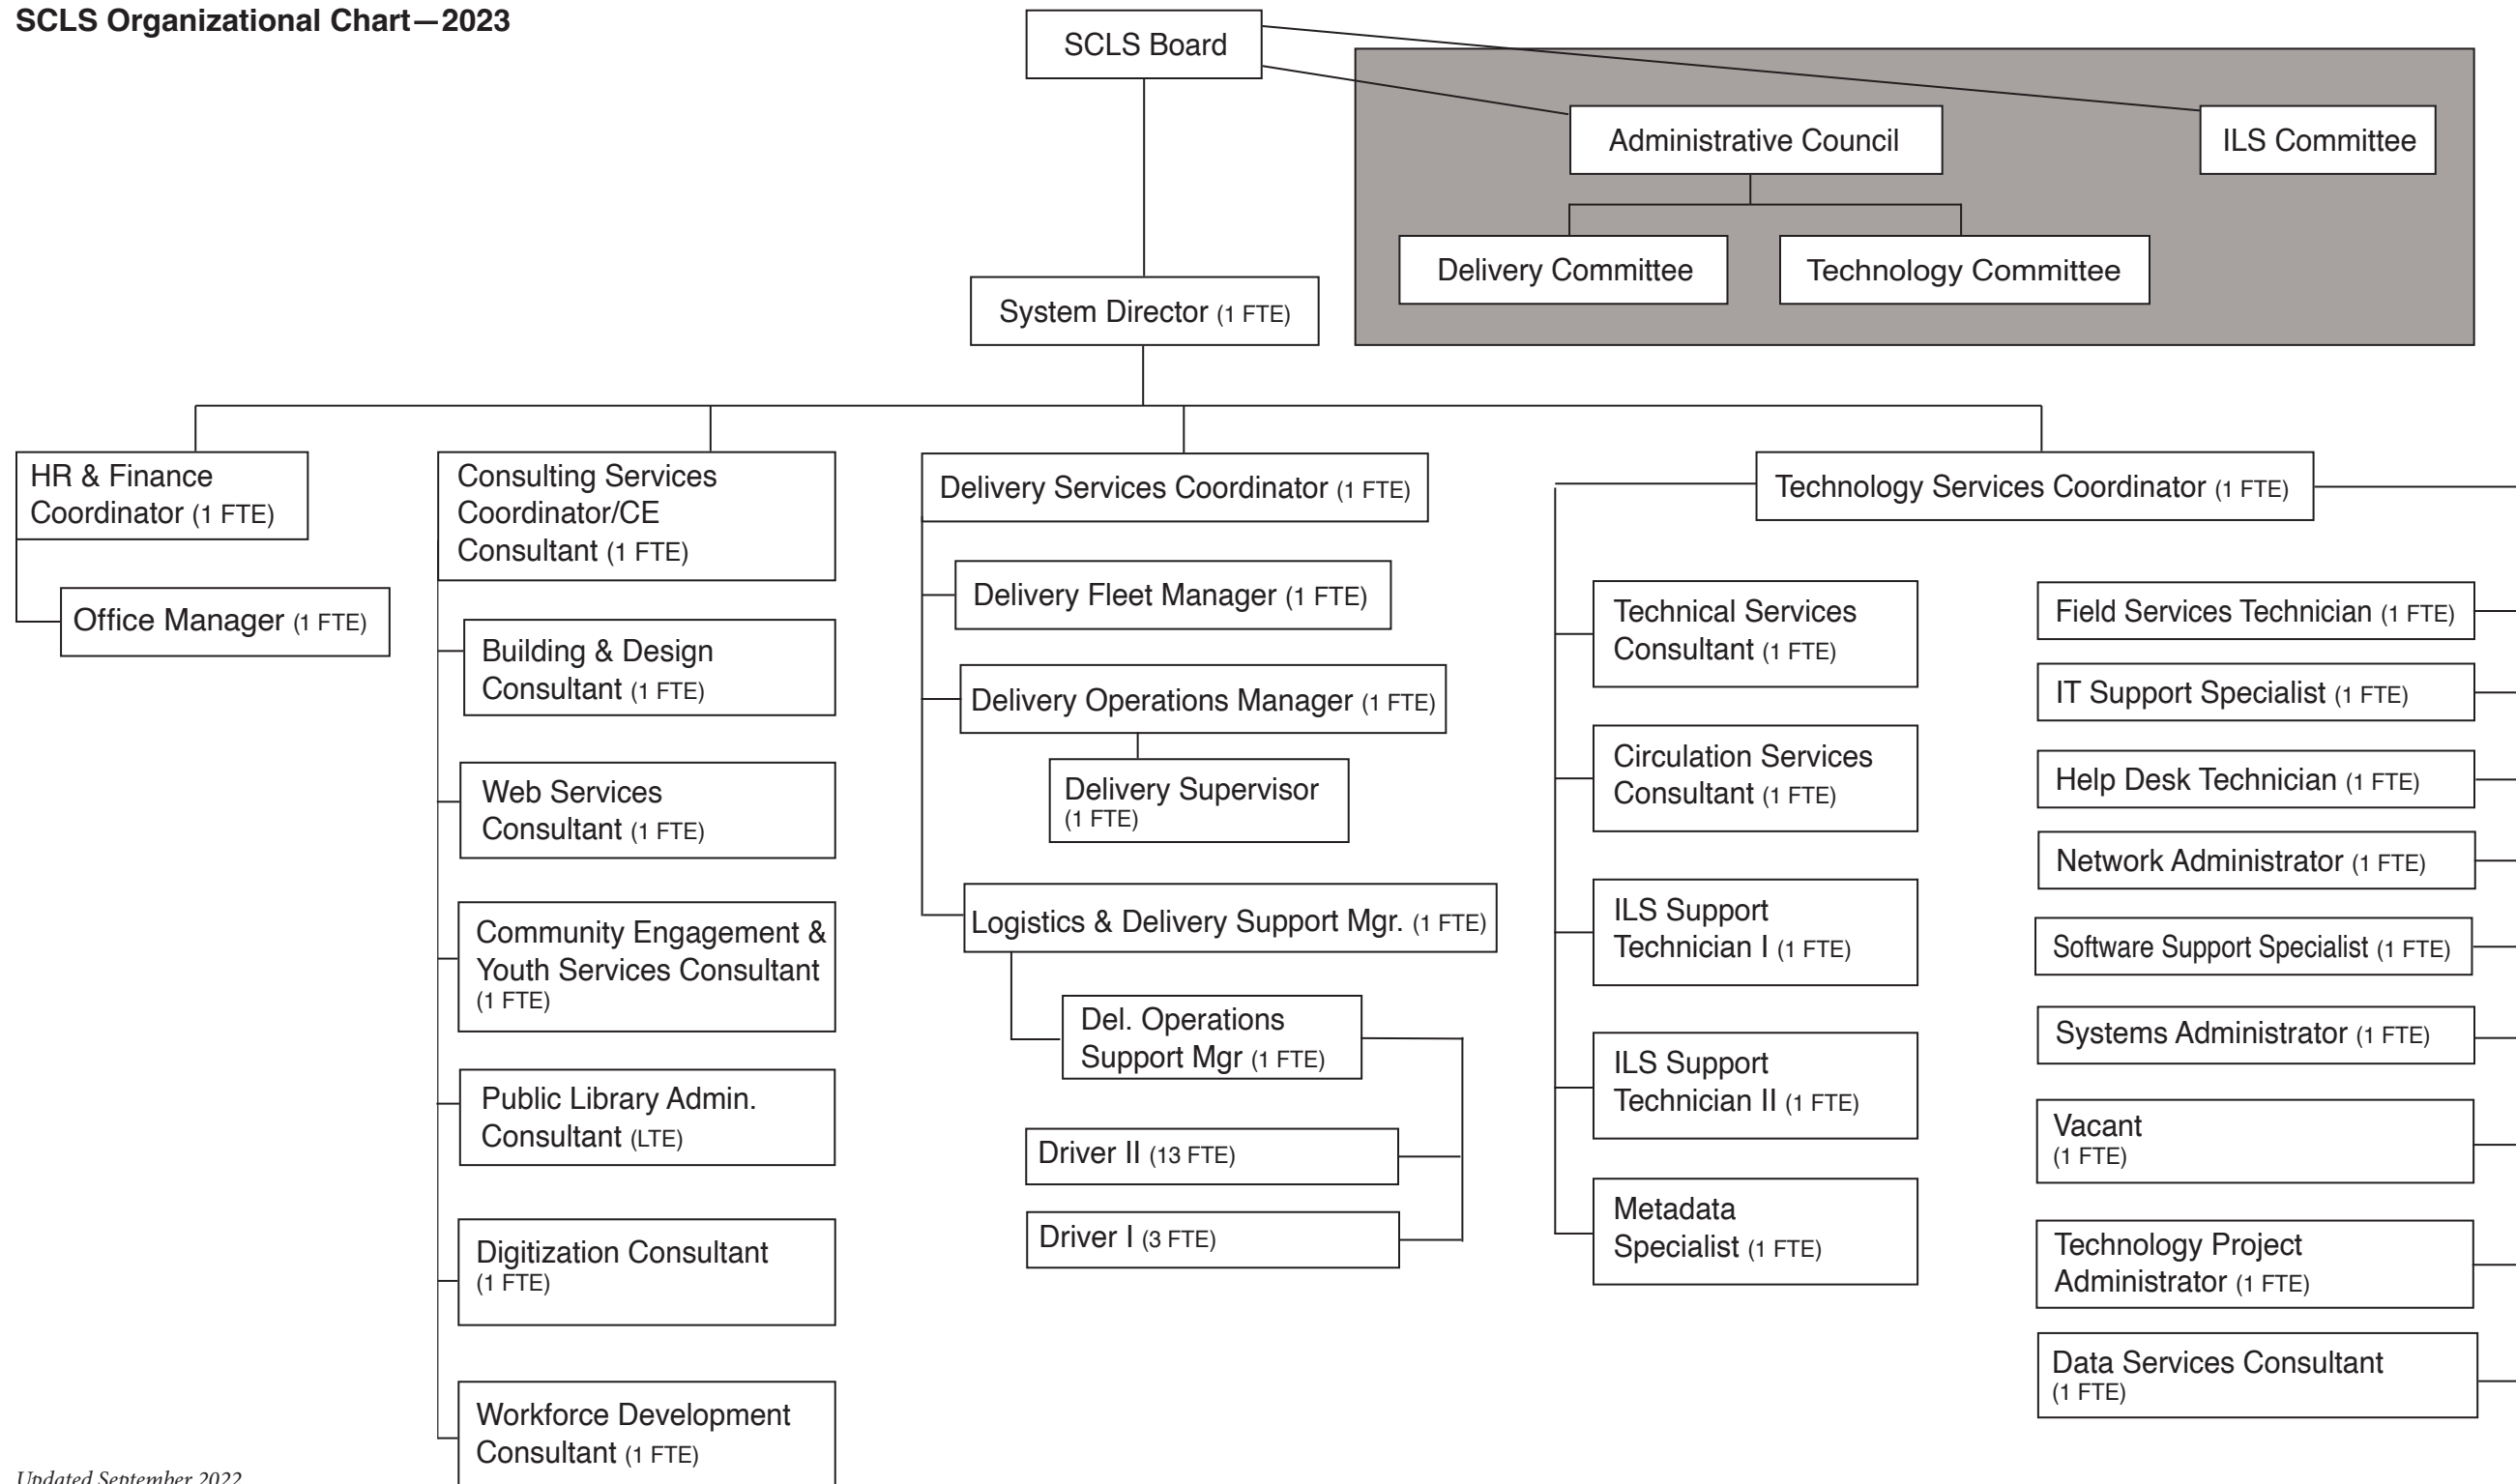 SCLS Organizational Chart—2023
SCLS Board
Administrative Council
ILS Committee
Delivery Committee
Technology Committee
System Director (1 FTE)
HR & Finance
Coordinator (1 FTE)
Office Manager (1 FTE)
Consulting Services
Coordinator/CE
Consultant (1 FTE)
Building & Design
Consultant (1 FTE)
Web Services
Consultant (1 FTE)
Community Engagement &
Youth Services Consultant
(1 FTE)
Public Library Admin.
Consultant (LTE)
Digitization Consultant
(1 FTE)
Workforce Development
Consultant (1 FTE)
Delivery Services Coordinator (1 FTE)
Delivery Fleet Manager (1 FTE)
Delivery Operations Manager (1 FTE)
Delivery Supervisor
(1 FTE)
Logistics & Delivery Support Mgr. (1 FTE)
Del. Operations
Support Mgr (1 FTE)
Driver II (13 FTE)
Driver I (3 FTE)
Technology Services Coordinator (1 FTE)
Technical Services
Consultant (1 FTE)
Circulation Services
Consultant (1 FTE)
ILS Support
Technician I (1 FTE)
ILS Support
Technician II (1 FTE)
Metadata
Specialist (1 FTE)
Field Services Technician (1 FTE)
IT Support Specialist (1 FTE)
Help Desk Technician (1 FTE)
Network Administrator (1 FTE)
Software Support Specialist (1 FTE)
Systems Administrator (1 FTE)
Vacant
(1 FTE)
Technology Project
Administrator (1 FTE)
Data Services Consultant
(1 FTE)
Updated September 2022